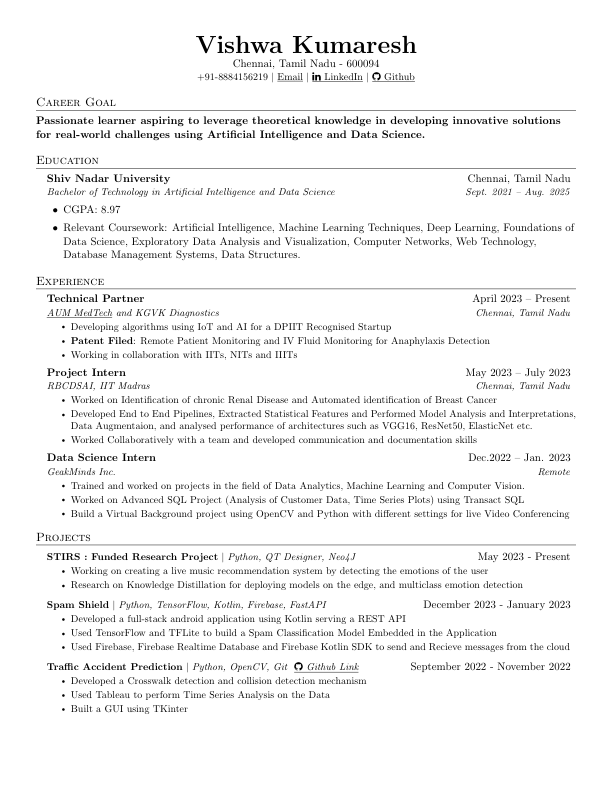 Vishwa Kumaresh
Chennai, Tamil Nadu - 600094
+91-8884156219 | Email | LinkedIn | Github
Career Goal
Passionate learner aspiring to leverage theoretical knowledge in developing innovative solutions
for real-world challenges using Artificial Intelligence and Data Science.
Education
Shiv Nadar University Chennai, Tamil Nadu
Bachelor of Technology in Artificial Intelligence and Data Science Sept. 2021 – Aug. 2025
• CGPA: 8.97
• Relevant Coursework: Artificial Intelligence, Machine Learning Techniques, Deep Learning, Foundations of
Data Science, Exploratory Data Analysis and Visualization, Computer Networks, Web Technology,
Database Management Systems, Data Structures.
Experience
Technical Partner April 2023 – Present
AUM MedTech and KGVK Diagnostics Chennai, Tamil Nadu
• Developing algorithms using IoT and AI for a DPIIT Recognised Startup
• Patent Filed: Remote Patient Monitoring and IV Fluid Monitoring for Anaphylaxis Detection
• Working in collaboration with IITs, NITs and IIITs
Project Intern May 2023 – July 2023
RBCDSAI, IIT Madras Chennai, Tamil Nadu
• Worked on Identification of chronic Renal Disease and Automated identification of Breast Cancer
• Developed End to End Pipelines, Extracted Statistical Features and Performed Model Analysis and Interpretations,
Data Augmentaion, and analysed performance of architectures such as VGG16, ResNet50, ElasticNet etc.
• Worked Collaboratively with a team and developed communication and documentation skills
Data Science Intern Dec.2022 – Jan. 2023
GeakMinds Inc. Remote
• Trained and worked on projects in the field of Data Analytics, Machine Learning and Computer Vision.
• Worked on Advanced SQL Project (Analysis of Customer Data, Time Series Plots) using Transact SQL
• Build a Virtual Background project using OpenCV and Python with different settings for live Video Conferencing
Projects
STIRS : Funded Research Project | Python, QT Designer, Neo4J May 2023 - Present
• Working on creating a live music recommendation system by detecting the emotions of the user
• Research on Knowledge Distillation for deploying models on the edge, and multiclass emotion detection
Spam Shield | Python, TensorFlow, Kotlin, Firebase, FastAPI December 2023 - January 2023
• Developed a full-stack android application using Kotlin serving a REST API
• Used TensorFlow and TFLite to build a Spam Classification Model Embedded in the Application
• Used Firebase, Firebase Realtime Database and Firebase Kotlin SDK to send and Recieve messages from the cloud
Traffic Accident Prediction | Python, OpenCV, Git Github Link September 2022 - November 2022
• Developed a Crosswalk detection and collision detection mechanism
• Used Tableau to perform Time Series Analysis on the Data
• Built a GUI using TKinter